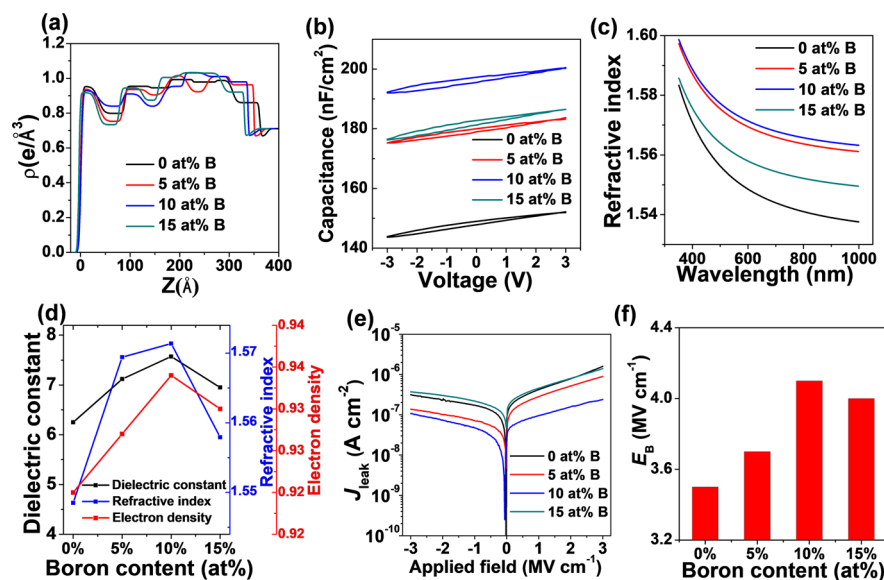 (a)
ρ(e/Å³)
1.2
1.0
0.8
0.6
0.4
0.2
0.0
0 at% B
5 at% B
10 at% B
15 at% B
0 100 200 300 400
Z(Å)
(b)
Capacitance (nF/cm²)
200
180
160
140
0 at% B
5 at% B
10 at% B
15 at% B
-3 -2 -1 0 1 2 3
Voltage (V)
(c)
Refractive index
1.60
1.58
1.56
1.54
0 at% B
5 at% B
10 at% B
15 at% B
400 600 800 1000
Wavelength (nm)
(d)
Dielectric constant
8
7
6
5
4
Dielectric constant
Refractive index
Electron density
0% 5% 10% 15%
Boron content (at%)
1.57
1.56
1.55
Refractive index
0.94
0.94
0.93
0.93
0.92
0.92
Electron density
(e)
J leak (A cm⁻²)
10⁻⁵
10⁻⁶
10⁻⁷
10⁻⁸
10⁻⁹
10⁻¹⁰
0 at% B
5 at% B
10 at% B
15 at% B
-3 -2 -1 0 1 2 3
Applied field (MV cm⁻¹)
(f)
E B (MV cm⁻¹)
4.4
4.0
3.6
3.2
0% 5% 10% 15%
Boron content (at%)